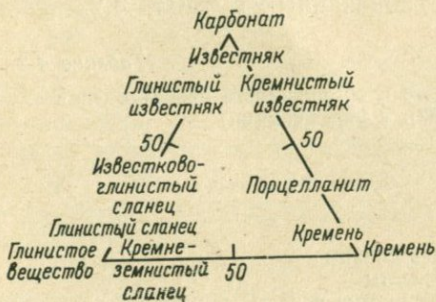 Карбонат
Известняк
Глинистый
известняк
Кремнистый
известняк
50
50
Известково-
глинистый
сланец
Порцелланит
Глинистый сланец
Кремень
Глинистое
вещество
Кремне-
земнистый
сланец
50
Кремень